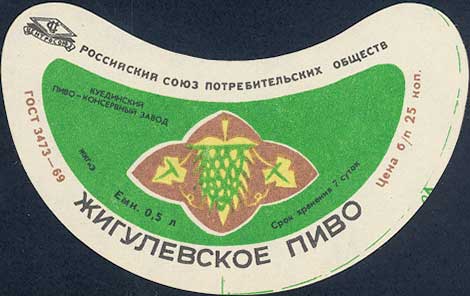 ЦЕНТРОСОЮЗ
РОССИЙСКИЙ СОЮЗ ПОТРЕБИТЕЛЬСКИХ ОБЩЕСТВ
КУЕДИНСКИЙ
ПИВО-КОНСЕРВНЫЙ ЗАВОД
ГОСТ 3473—69
Цена б/п 25 коп.
Емк. 0,5 л
Срок хранения 7 суток
ЖИГУЛЕВСКОЕ ПИВО